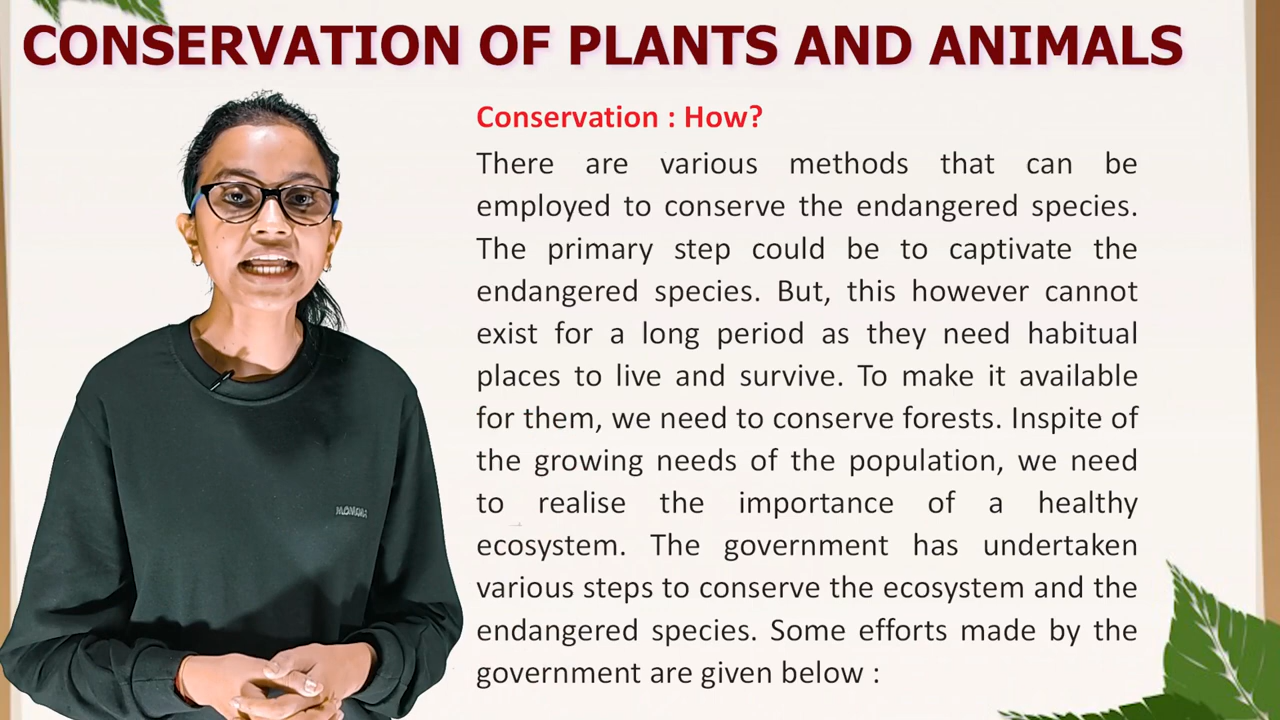 CONSERVATION OF PLANTS AND ANIMALS
Conservation : How?
There are various methods that can be
employed to conserve the endangered species.
The primary step could be to captivate the
endangered species. But, this however cannot
exist for a long period as they need habitual
places to live and survive. To make it available
for them, we need to conserve forests. Inspite of
the growing needs of the population, we need
to realise the importance of a healthy
ecosystem. The government has undertaken
various steps to conserve the ecosystem and the
endangered species. Some efforts made by the
government are given below :